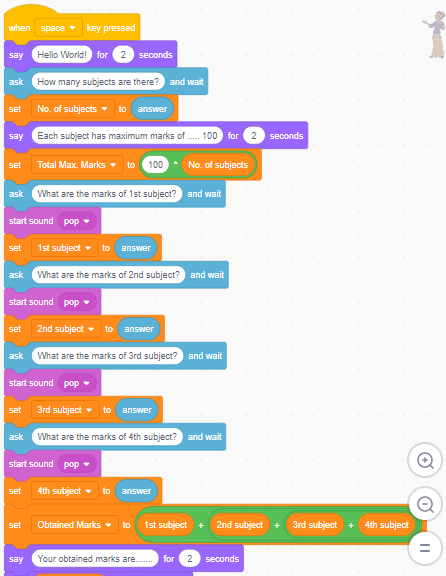 when space key pressed
say Hello World! for 2 seconds
ask How many subjects are there? and wait
set No. of subjects to answer
say Each subject has maximum marks of ..... 100 for 2 seconds
set Total Max. Marks to 100 * No. of subjects
ask What are the marks of 1st subject? and wait
start sound pop
set 1st subject to answer
ask What are the marks of 2nd subject? and wait
start sound pop
set 2nd subject to answer
ask What are the marks of 3rd subject? and wait
start sound pop
set 3rd subject to answer
ask What are the marks of 4th subject? and wait
start sound pop
set 4th subject to answer
set Obtained Marks to 1st subject + 2nd subject + 3rd subject + 4th subject
say Your obtained marks are....... for 2 seconds